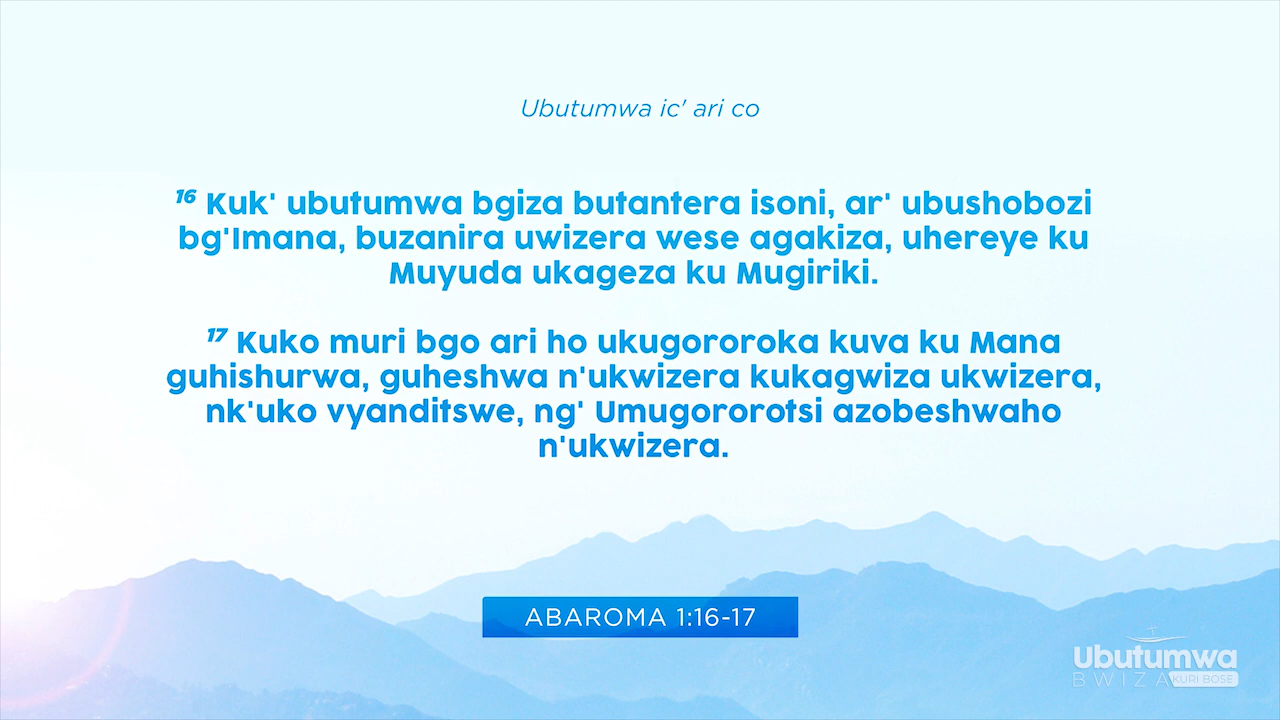 Ubutumwa ic' ari co
16 Kuk' ubutumwa bgiza butantera isoni, ar' ubushobozi
bg'Imana, buzanira uwizera wese agakiza, uhereye ku
Muyuda ukageza ku Mugiriki.
17 Kuko muri bgo ari ho ukugororoka kuva ku Mana
guhishurwa, guheshwa n'ukwizera kukagwiza ukwizera,
nk'uko vyanditswe, ng' Umugororotsi azobeshwaho
n'ukwizera.
ABAROMA 1:16-17
Ubutumwa
BWIZA KURI BOSE